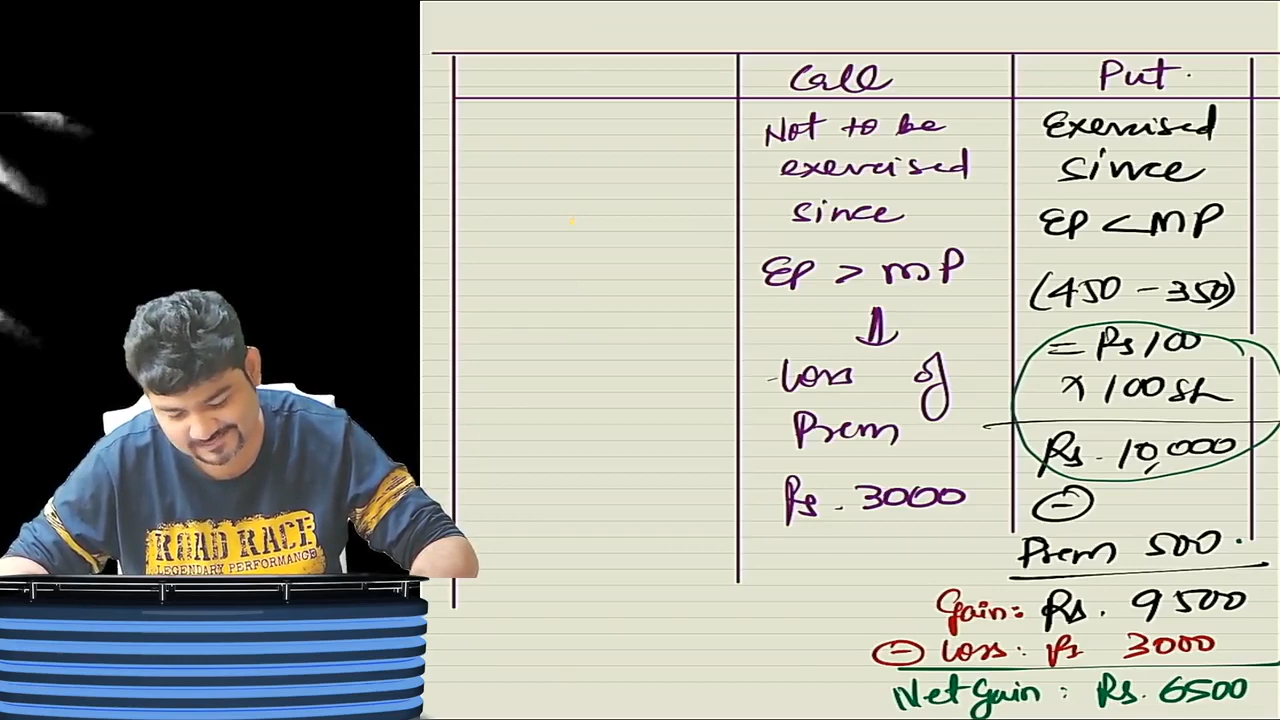 Call
Not to be
exercised
since
EP > MP
↓
Loss of
Prem
Rs. 3000
Put.
Exercised
since
EP < MP
(450 - 350)
= Rs 100
x 100 sh
Rs. 10,000
-
Prem 500.
Gain: Rs. 9500
- Loss: Rs 3000
Net Gain: Rs. 6500
ROAD RACE
LEGENDARY PERFORMANCE